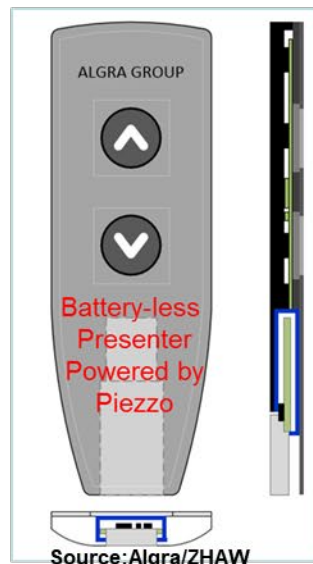 ALGRA GROUP
Battery-less
Presenter
Powered by
Piezzo
Source:Algra/ZHAW